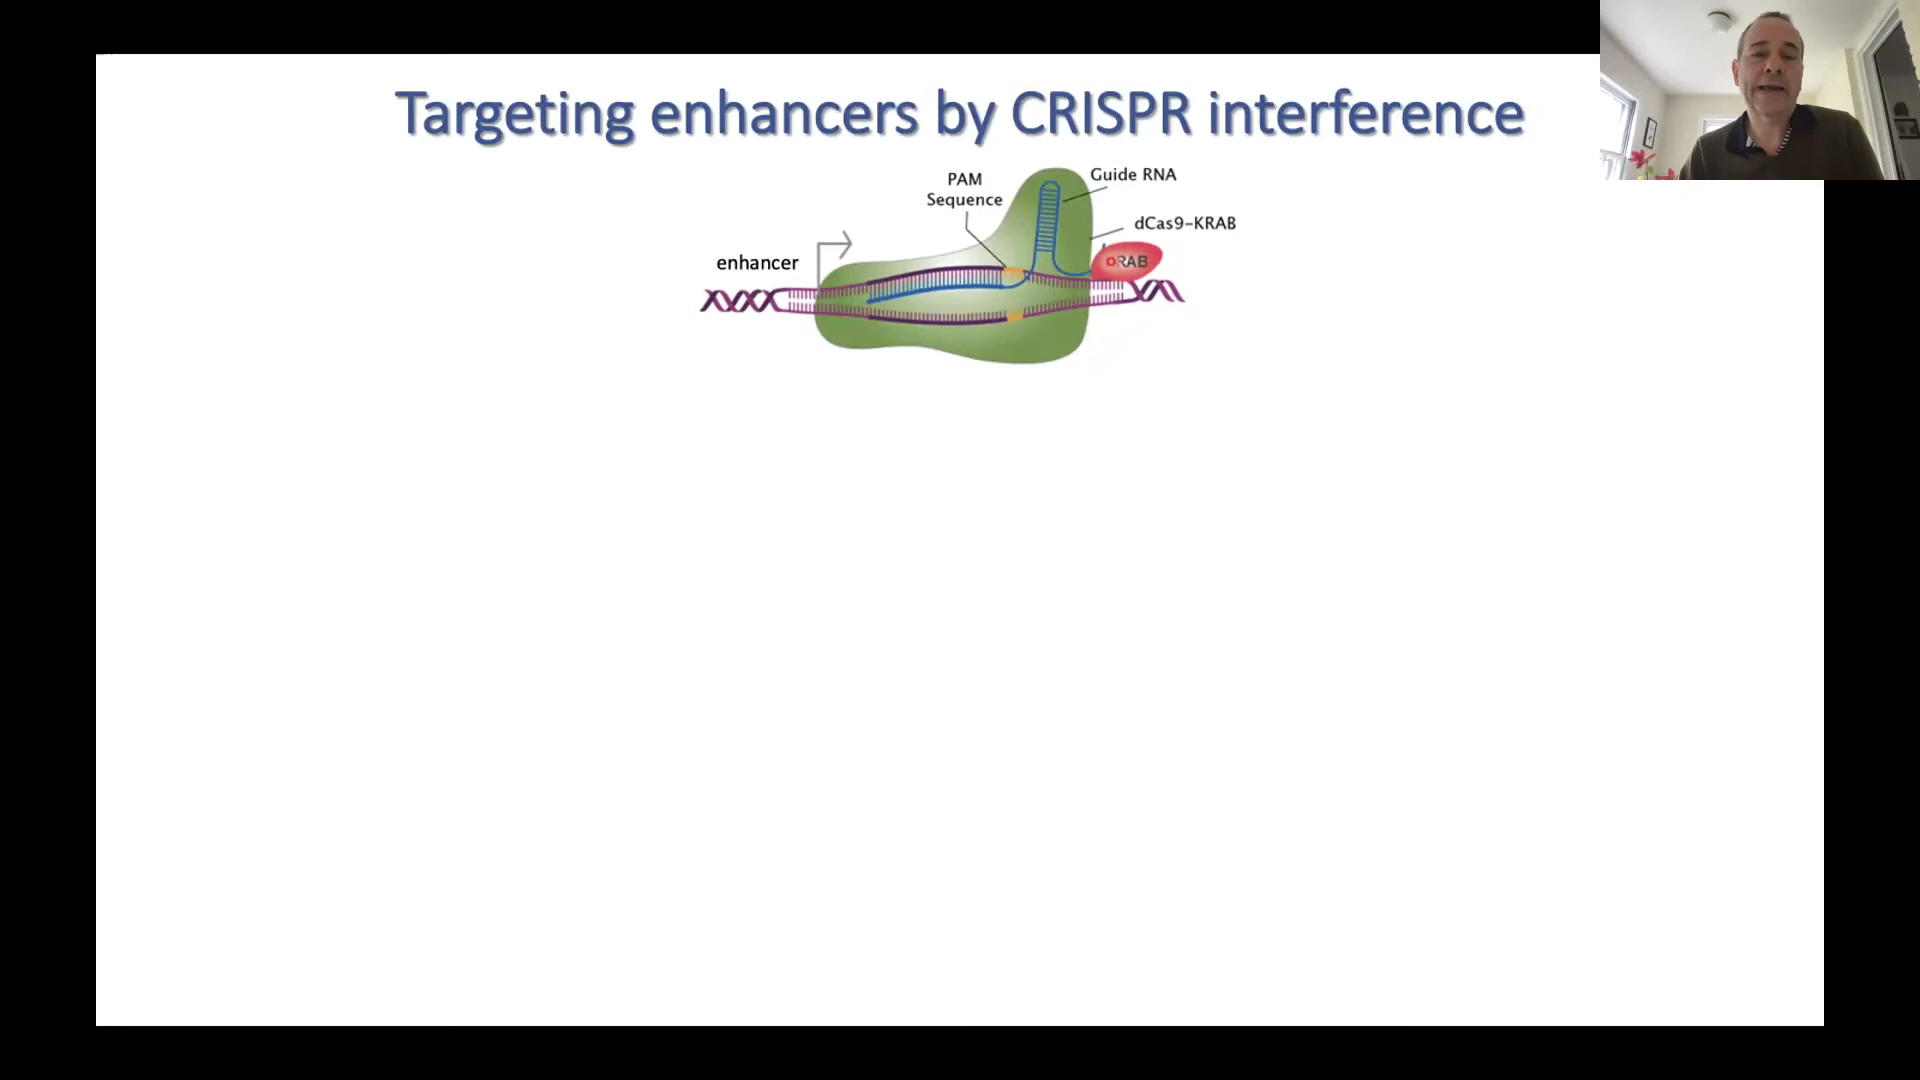 Targeting enhancers by CRISPR interference
PAM
Sequence
Guide RNA
dCas9-KRAB
enhancer